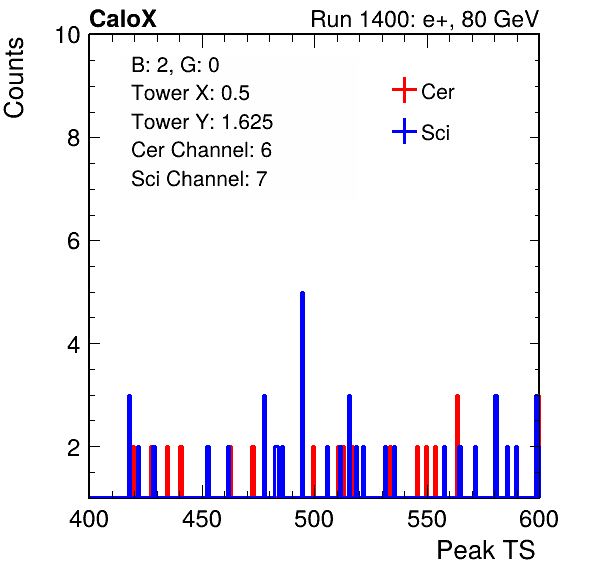 CaloX Run 1400: e+, 80 GeV
Counts
10
8
6
4
2
B: 2, G: 0
Tower X: 0.5
Tower Y: 1.625
Cer Channel: 6
Sci Channel: 7
Cer
Sci
400 450 500 550 600
Peak TS